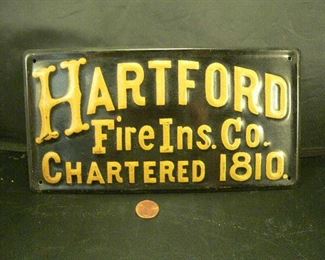 HARTFORD
Fire Ins. Co.
CHARTERED 1810.